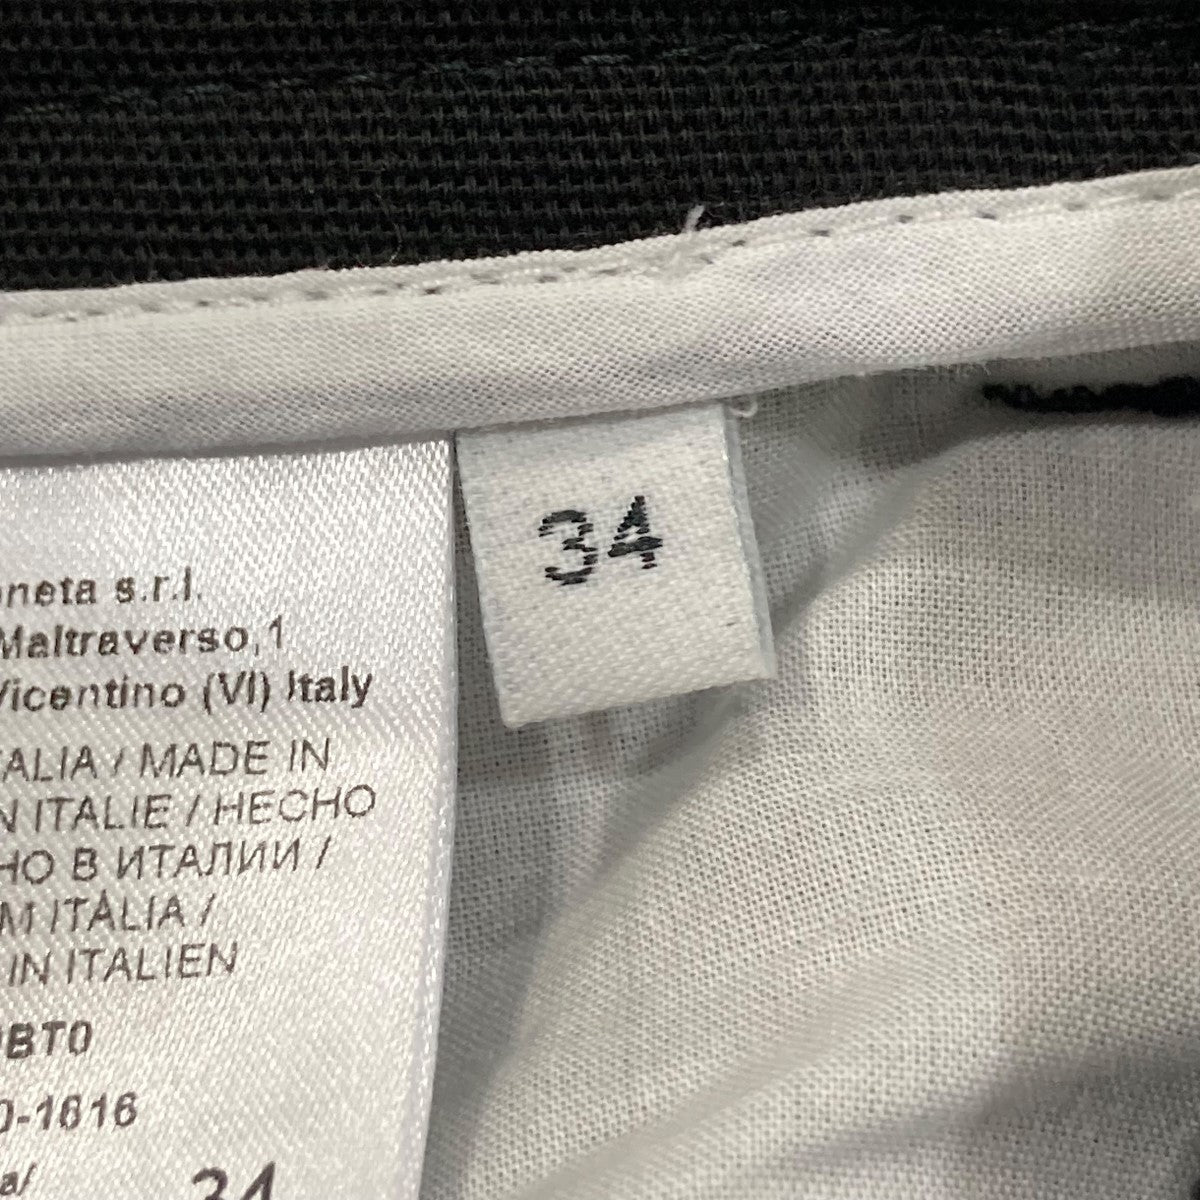 34
neta s.r.l.
Maltraverso,1
Vicentino (VI) Italy
ALIA / MADE IN
N ITALIE / HECHO
НО В ИТАЛИИ /
M ITÁLIA /
IN ITALIEN
BT0
0-1616
a/
34